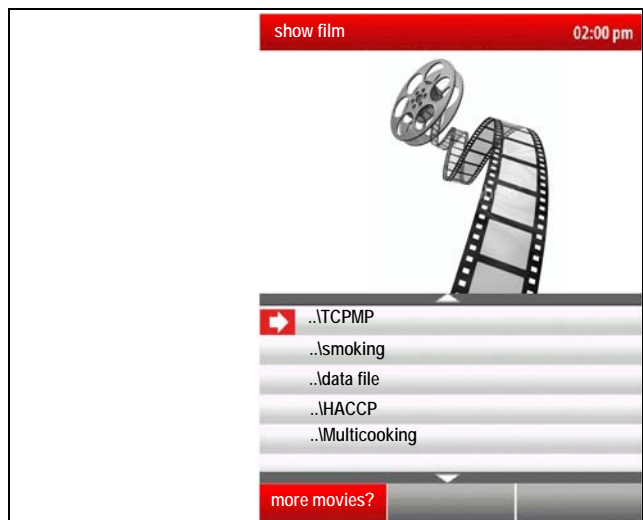 show film 02:00 pm
..\TCPMP
..\smoking
..\data file
..\HACCP
..\Multicooking
more movies?